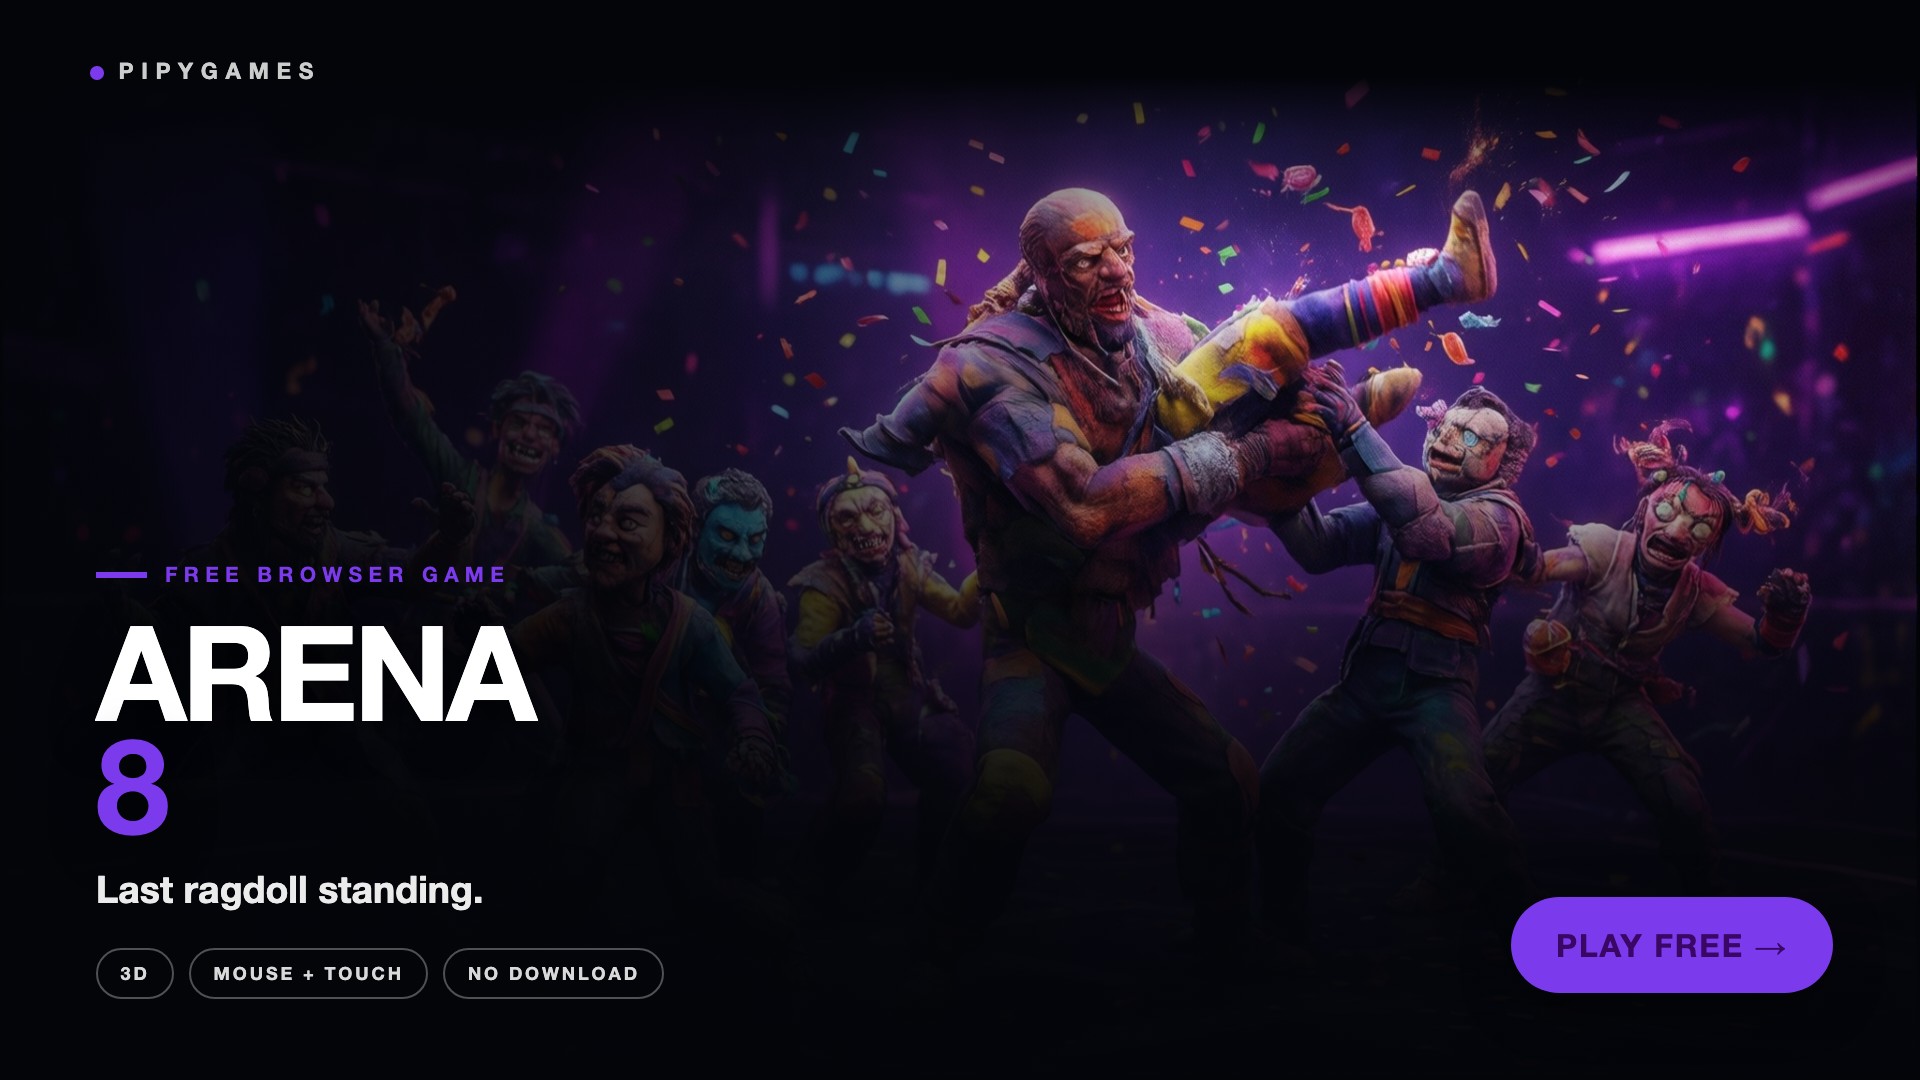 PIPYGAMES
FREE BROWSER GAME
ARENA
8
Last ragdoll standing.
3D
MOUSE + TOUCH
NO DOWNLOAD
PLAY FREE →